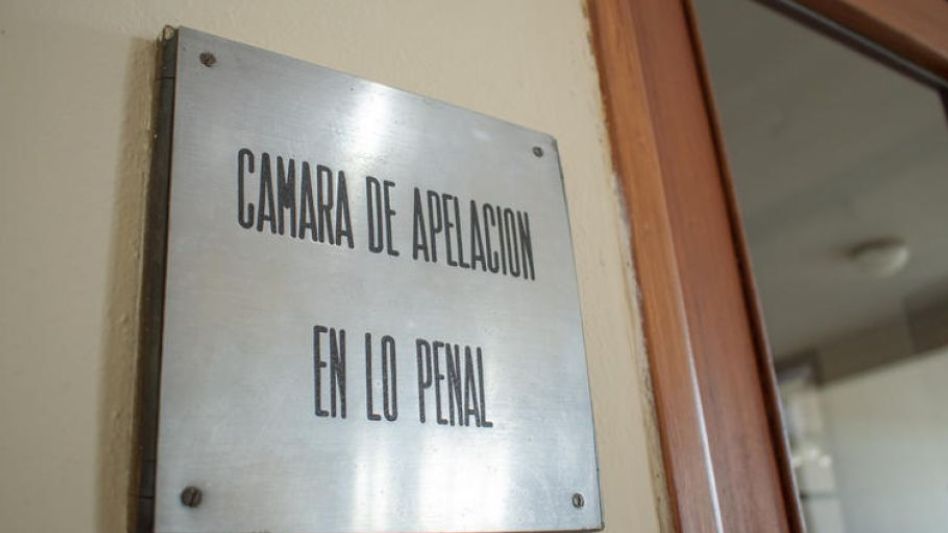 CAMARA DE APELACION
EN LO PENAL